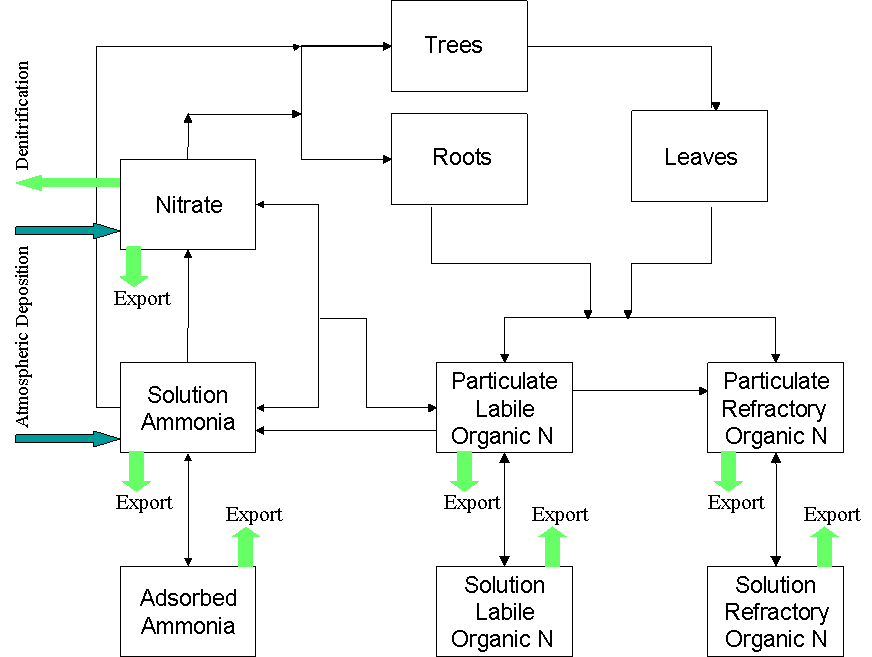 Trees
Denitrification
Roots
Leaves
Nitrate
Export
Atmospheric Deposition
Solution
Ammonia
Particulate
Labile
Organic N
Particulate
Refractory
Organic N
Export
Export
Export
Export
Export
Export
Adsorbed
Ammonia
Solution
Labile
Organic N
Solution
Refractory
Organic N